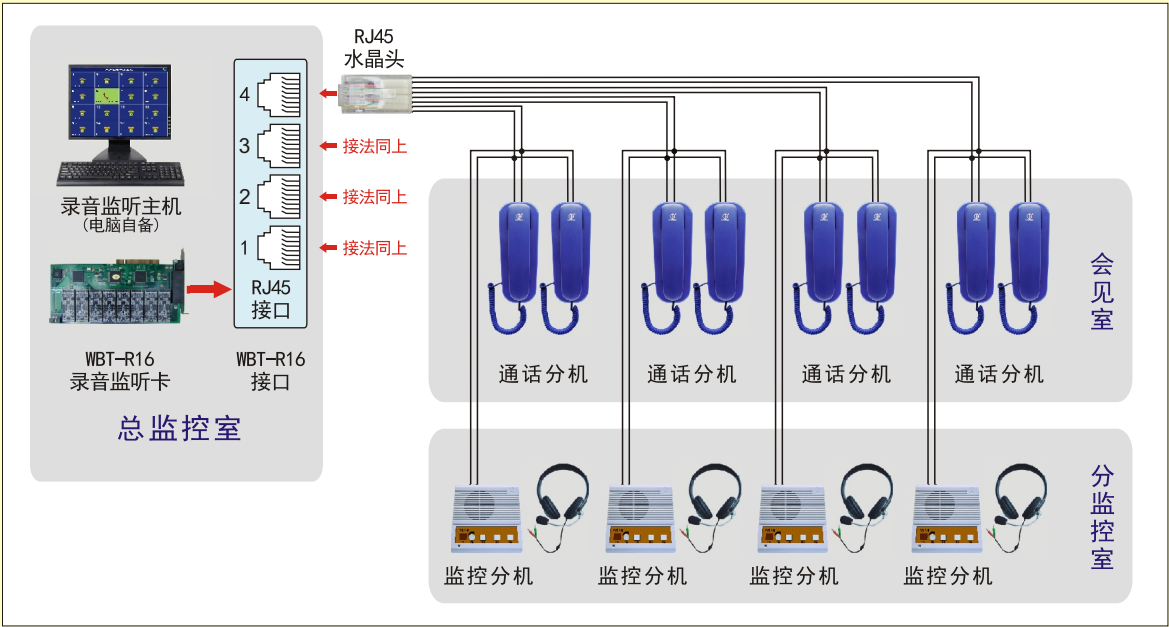 RJ45
水晶头
4
3
2
1
接法同上
接法同上
接法同上
录音监听主机
(电脑自备)
RJ45
接口
WBT-R16
录音监听卡
WBT-R16
接口
总监控室
会见室
通话分机
通话分机
通话分机
通话分机
分监控室
监控分机
监控分机
监控分机
监控分机